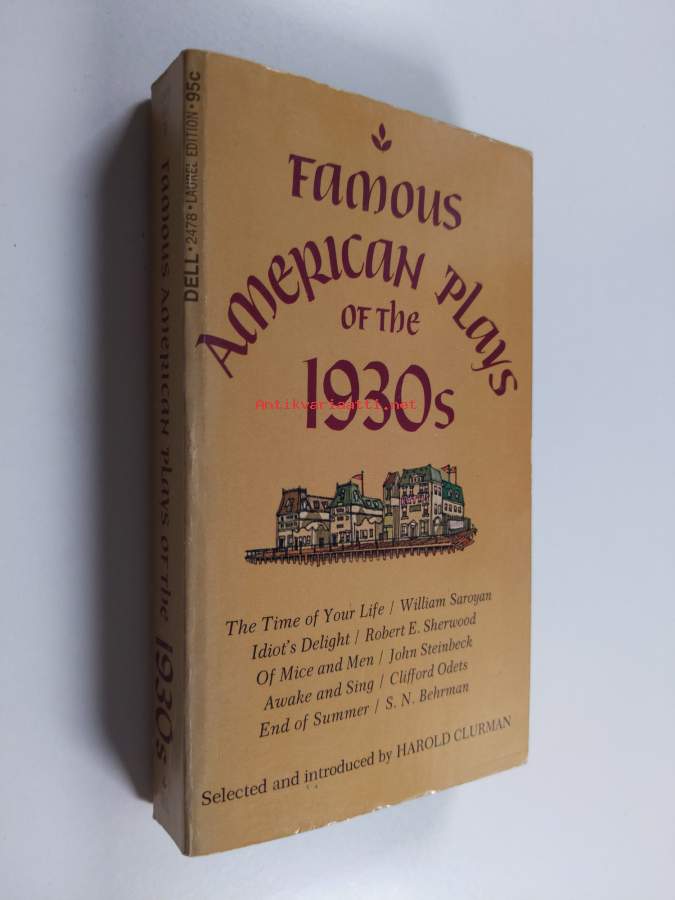 FAMOUS AMERICAN PLAYS OF THE 1930s
DELL · 2478 · LAUREL EDITION · 95c
FAMOUS
AMERICAN PLAYS
OF THE
1930s
Antikvariaatti.net
The Time of Your Life / William Saroyan
Idiot's Delight / Robert E. Sherwood
Of Mice and Men / John Steinbeck
Awake and Sing / Clifford Odets
End of Summer / S. N. Behrman
Selected and introduced by HAROLD CLURMAN